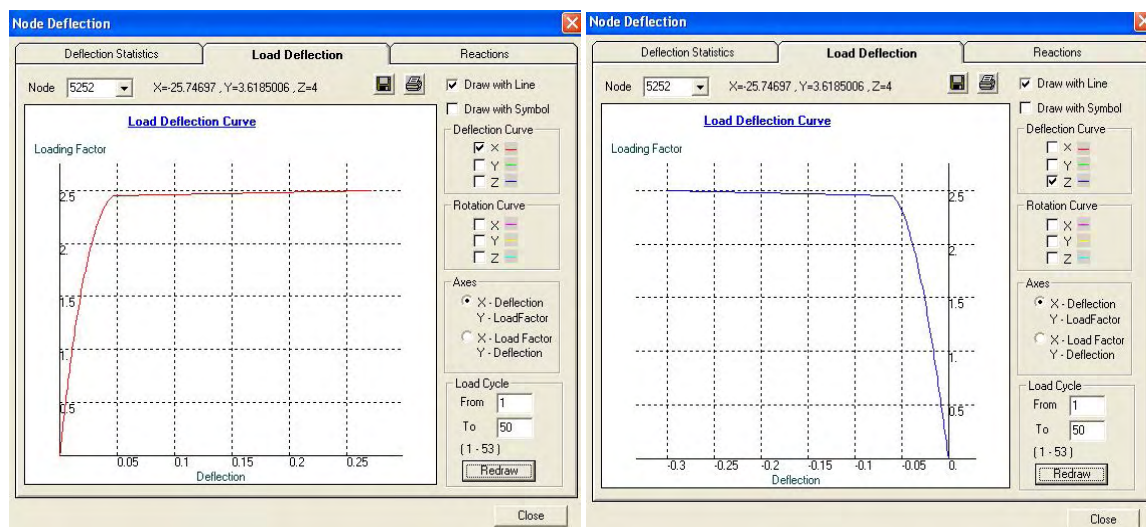 Node Deflection
Deflection Statistics
Load Deflection
Reactions
Node 5252 X=-25.74697 , Y=3.6185006 , Z=4
Draw with Line
Draw with Symbol
Load Deflection Curve
Loading Factor
2.5
2.
1.5
1.
0.5
0.05 0.1 0.15 0.2 0.25
Deflection
Deflection Curve
X
Y
Z
Rotation Curve
X
Y
Z
Axes
X - Deflection
Y - LoadFactor
X - Load Factor
Y - Deflection
Load Cycle
From 1
To 50
( 1 - 53 )
Redraw
Close
Node Deflection
Deflection Statistics
Load Deflection
Reactions
Node 5252 X=-25.74697 , Y=3.6185006 , Z=4
Draw with Line
Draw with Symbol
Load Deflection Curve
Loading Factor
2.5
2.
1.5
1.
0.5
-0.3 -0.25 -0.2 -0.15 -0.1 -0.05 0.
Deflection
Deflection Curve
X
Y
Z
Rotation Curve
X
Y
Z
Axes
X - Deflection
Y - LoadFactor
X - Load Factor
Y - Deflection
Load Cycle
From 1
To 50
( 1 - 53 )
Redraw
Close